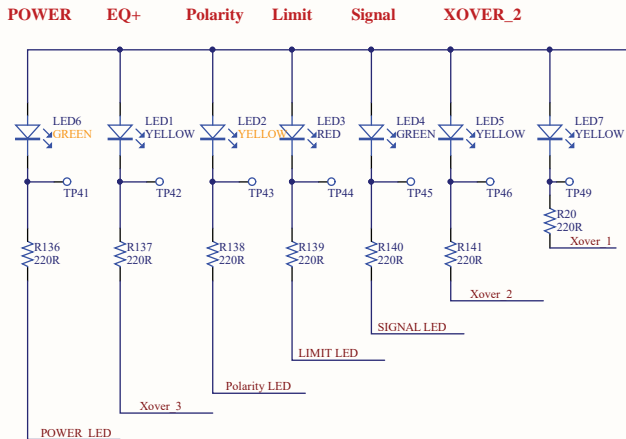 POWER EQ+ Polarity Limit Signal XOVER_2
LED6 LED1 LED2 LED3 LED4 LED5 LED7
GREEN YELLOW YELLOW RED GREEN YELLOW YELLOW
TP41 TP42 TP43 TP44 TP45 TP46 TP49
R20
220R
Xover_1
R136 R137 R138 R139 R140 R141
220R 220R 220R 220R 220R 220R
Xover_2
SIGNAL LED
LIMIT LED
Polarity LED
Xover_3
POWER_LED